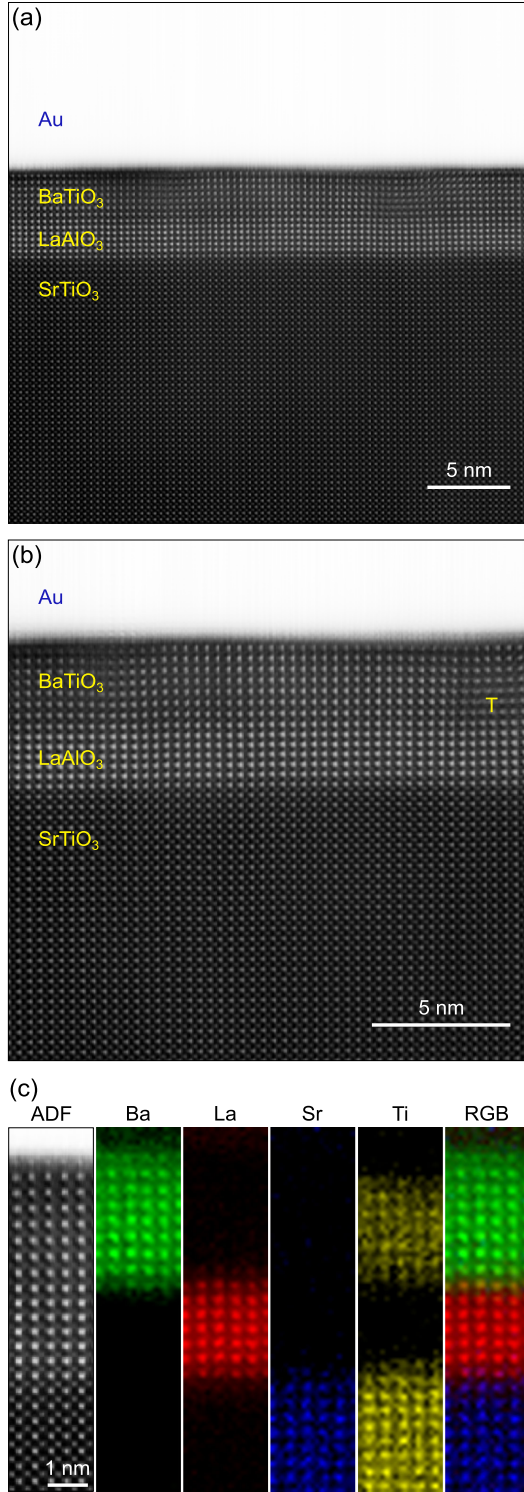 (a)
Au
BaTiO₃
LaAlO₃
SrTiO₃
5 nm
(b)
Au
BaTiO₃
T
LaAlO₃
SrTiO₃
5 nm
(c)
ADF Ba La Sr Ti RGB
1 nm